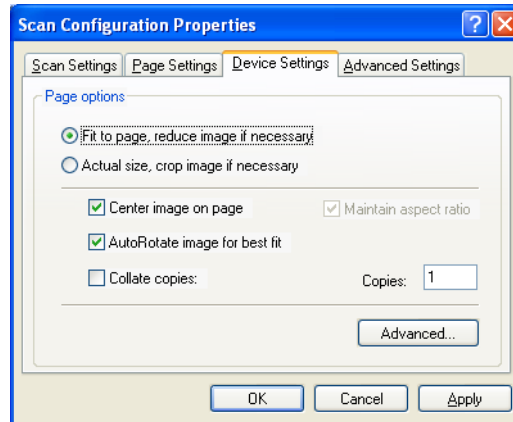 Scan Configuration Properties
Scan Settings Page Settings Device Settings Advanced Settings
Page options
Fit to page, reduce image if necessary
Actual size, crop image if necessary
Center image on page Maintain aspect ratio
AutoRotate image for best fit
Collate copies: Copies: 1
Advanced...
OK Cancel Apply